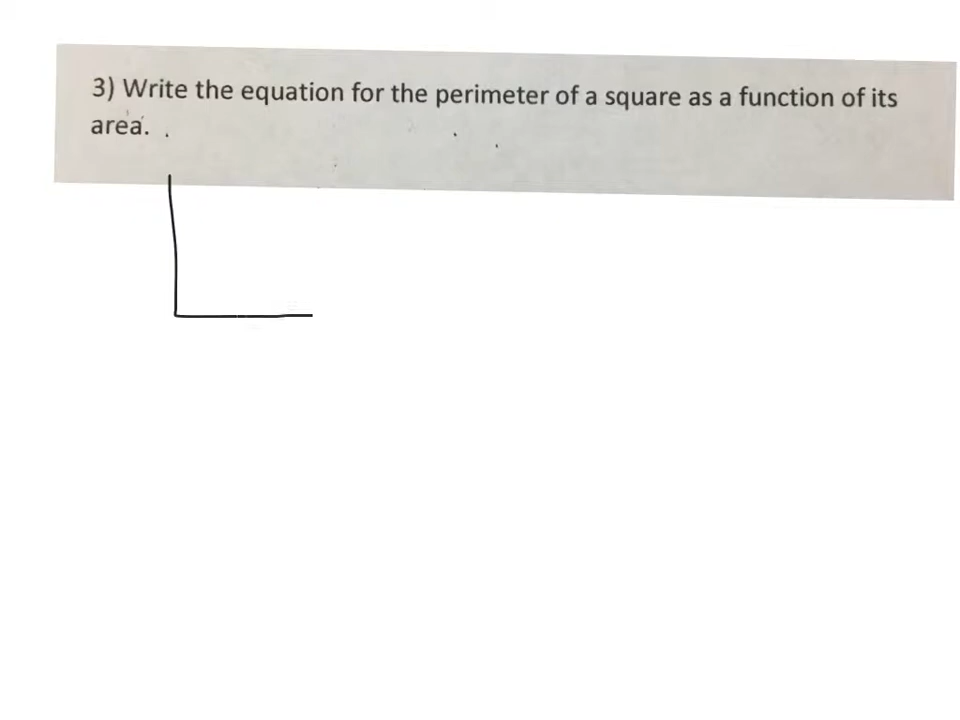 3) Write the equation for the perimeter of a square as a function of its
area.